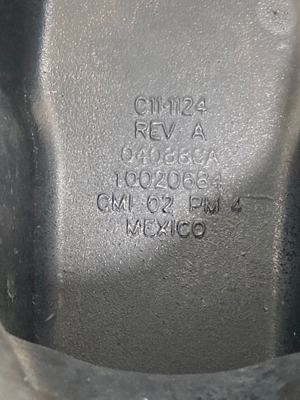 C11-1124
REV A
040880A
10020684
CMI 02 PM 4
MEXICO